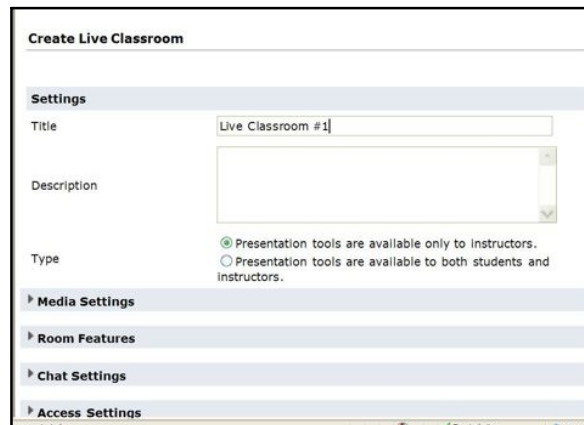 Create Live Classroom
Settings
Title
Live Classroom #1
Description
Type
Presentation tools are available only to instructors.
Presentation tools are available to both students and
instructors.
Media Settings
Room Features
Chat Settings
Access Settings